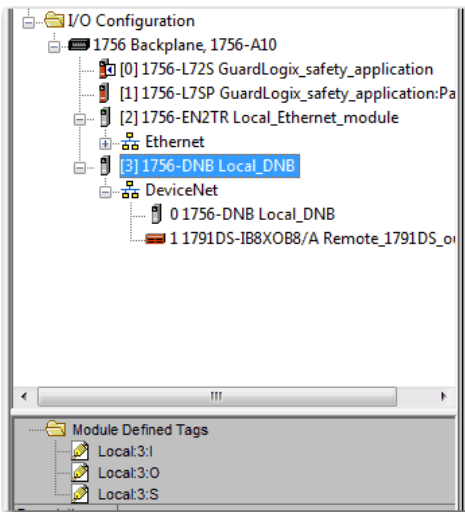 I/O Configuration
1756 Backplane, 1756-A10
[0] 1756-L72S GuardLogix_safety_application
[1] 1756-L7SP GuardLogix_safety_application:Pa
[2] 1756-EN2TR Local_Ethernet_module
Ethernet
[3] 1756-DNB Local_DNB
DeviceNet
0 1756-DNB Local_DNB
1 1791DS-IB8XOB8/A Remote_1791DS_ou
Module Defined Tags
Local:3:I
Local:3:O
Local:3:S